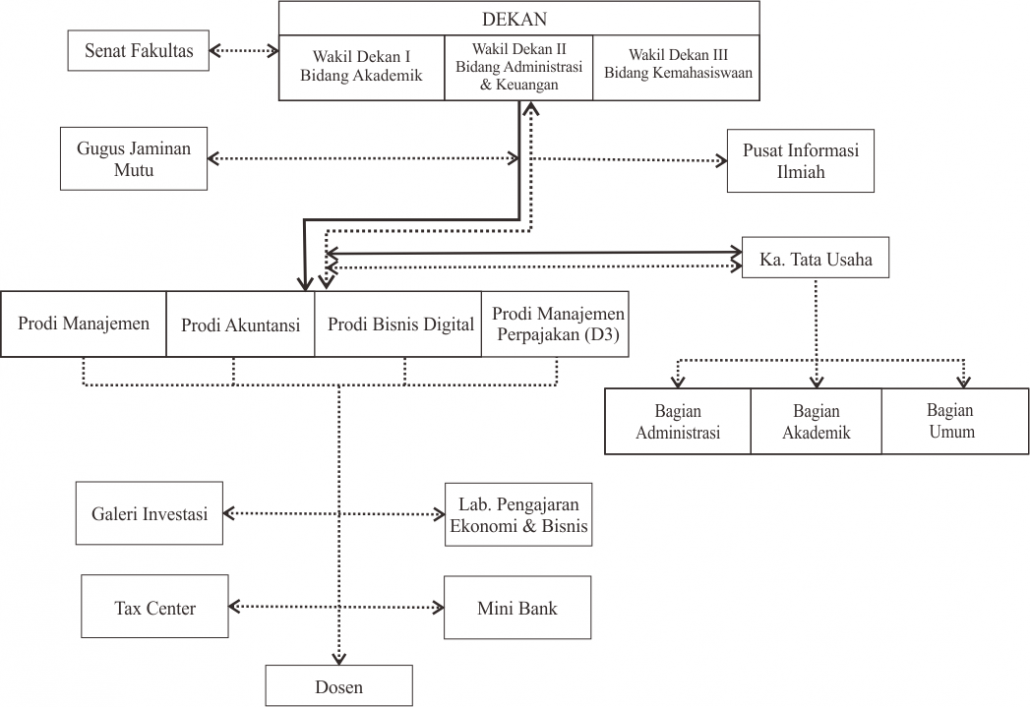 DEKAN
Senat Fakultas
Wakil Dekan I
Bidang Akademik
Wakil Dekan II
Bidang Administrasi
& Keuangan
Wakil Dekan III
Bidang Kemahasiswaan
Gugus Jaminan
Mutu
Pusat Informasi
Ilmiah
Ka. Tata Usaha
Prodi Manajemen
Prodi Akuntansi
Prodi Bisnis Digital
Prodi Manajemen
Perpajakan (D3)
Bagian
Administrasi
Bagian
Akademik
Bagian
Umum
Galeri Investasi
Lab. Pengajaran
Ekonomi & Bisnis
Tax Center
Mini Bank
Dosen